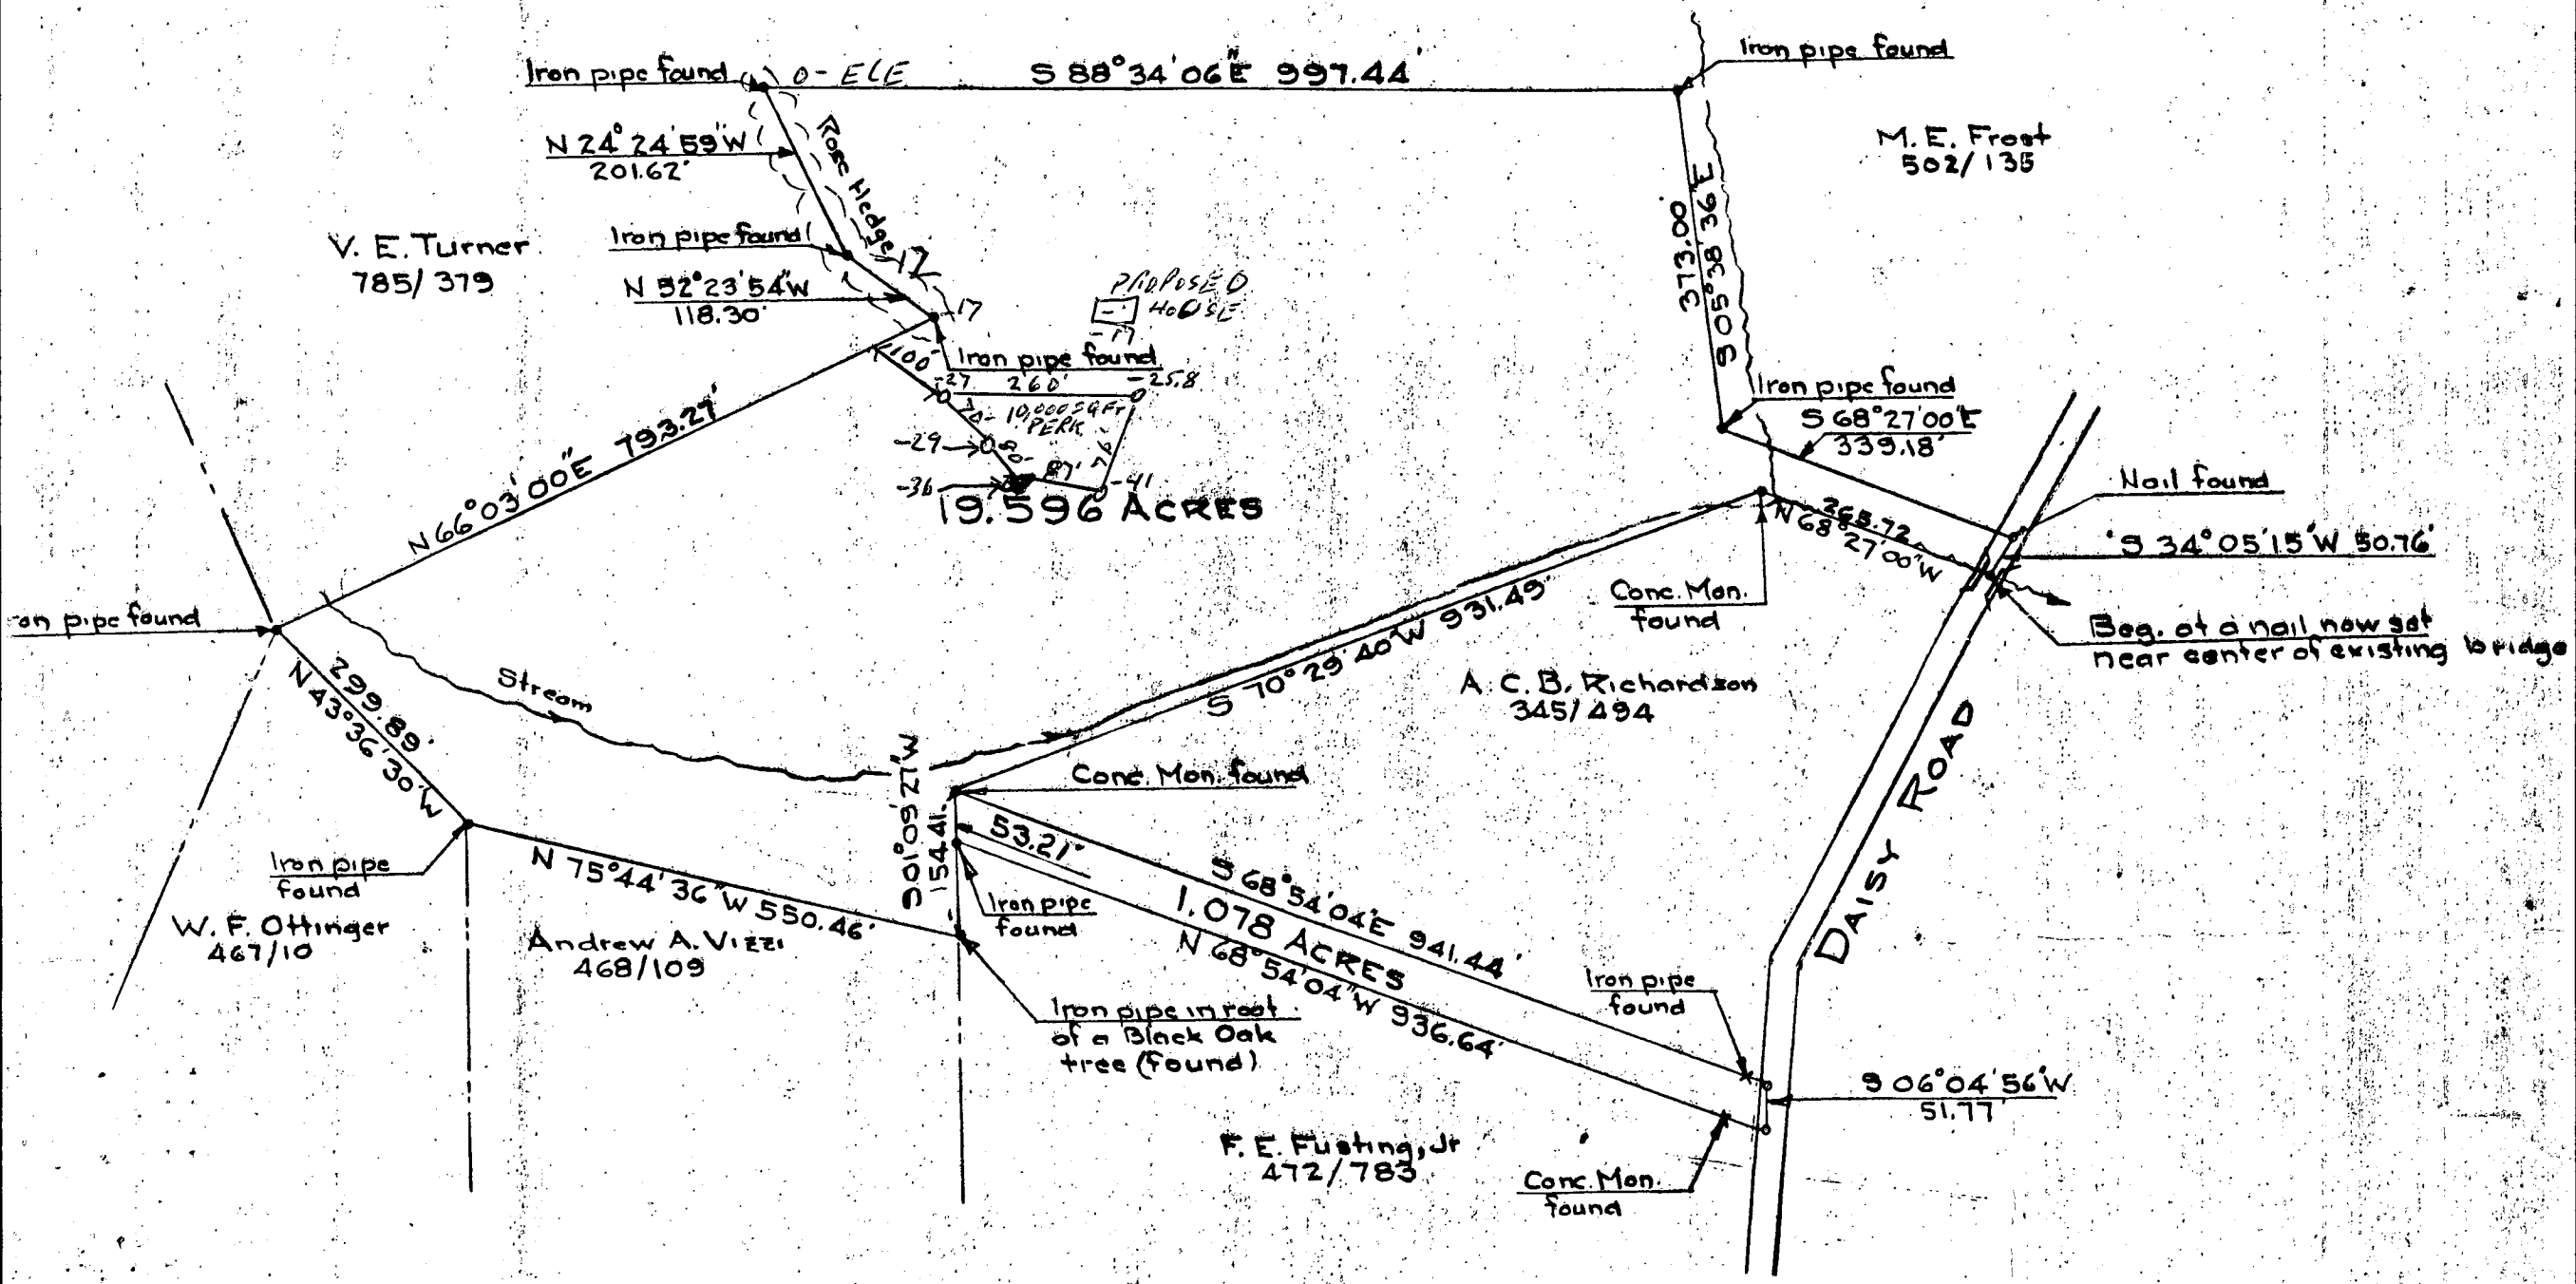 Iron pipe found
0- ELE
S 88°34'06"E 997.44'
Iron pipe found
N 24°24'59"W
201.62'
Rose Hedge
M. E. Frost
502/135
V. E. Turner
785/379
Iron pipe found
-12
N 52°23'54"W
118.30'
-17
PROPOSED
HOUSE
-17
373.00'
S 05°38'36"E
100'
Iron pipe found
-27 260' -25.8
10,000 SQ FT
PERK
-29
80-
76-
87'
-36
-41
19.596 ACRES
Iron pipe found
S 68°27'00"E
339.18'
Nail found
S 34°05'15"W 50.76'
265.72
N 68°27'00"W
N 66°03'00"E 793.27'
on pipe found
Conc. Mon.
found
Beg. at a nail now set
near center of existing bridge
299.89'
N 43°36'30"W
Stream
S 70°29'40"W 931.49'
A. C. B. Richardson
345/494
DAISY ROAD
S 01°09'27"W
154.41
Conc. Mon. found
53.21'
Iron pipe
found
N 75°44'36"W 550.46'
Iron pipe
found
S 68°54'04"E 941.44'
1.078 ACRES
N 68°54'04"W 936.64'
W. F. Ottinger
467/10
Andrew A. Vizzi
468/109
Iron pipe
found
Iron pipe in root
of a Black Oak
tree (found)
S 06°04'56"W
51.77'
F. E. Fusting, Jr
472/783
Conc. Mon.
found